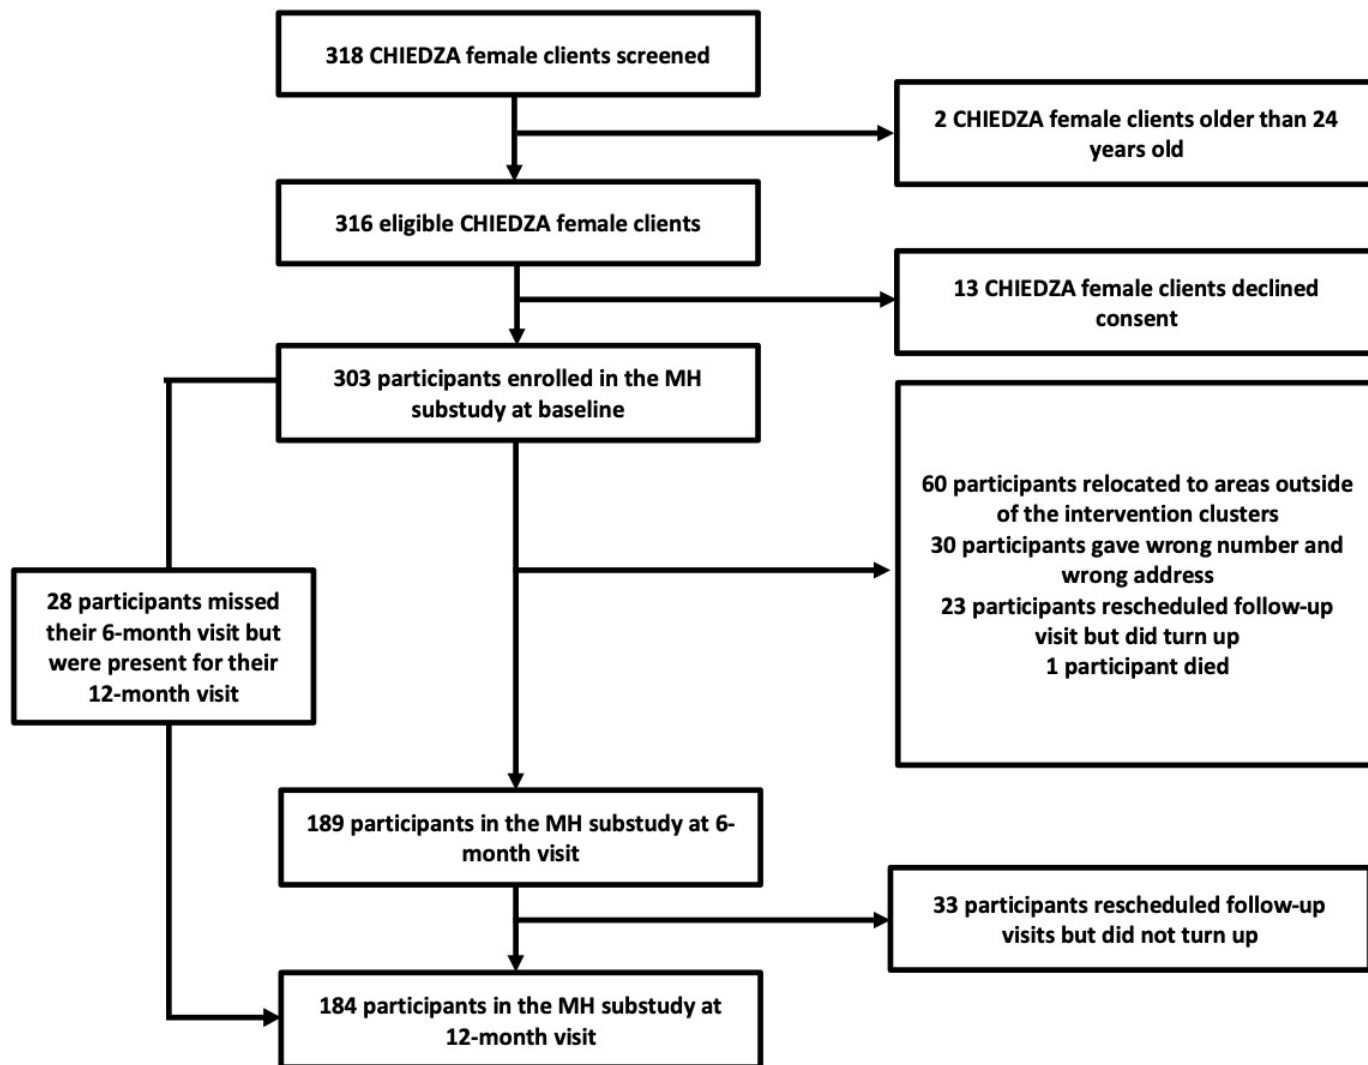 318 CHIEDZA female clients screened
2 CHIEDZA female clients older than 24
years old
316 eligible CHIEDZA female clients
13 CHIEDZA female clients declined
consent
303 participants enrolled in the MH
substudy at baseline
60 participants relocated to areas outside
of the intervention clusters
30 participants gave wrong number and
wrong address
23 participants rescheduled follow-up
visit but did turn up
1 participant died
28 participants missed
their 6-month visit but
were present for their
12-month visit
189 participants in the MH substudy at 6-
month visit
33 participants rescheduled follow-up
visits but did not turn up
184 participants in the MH substudy at
12-month visit